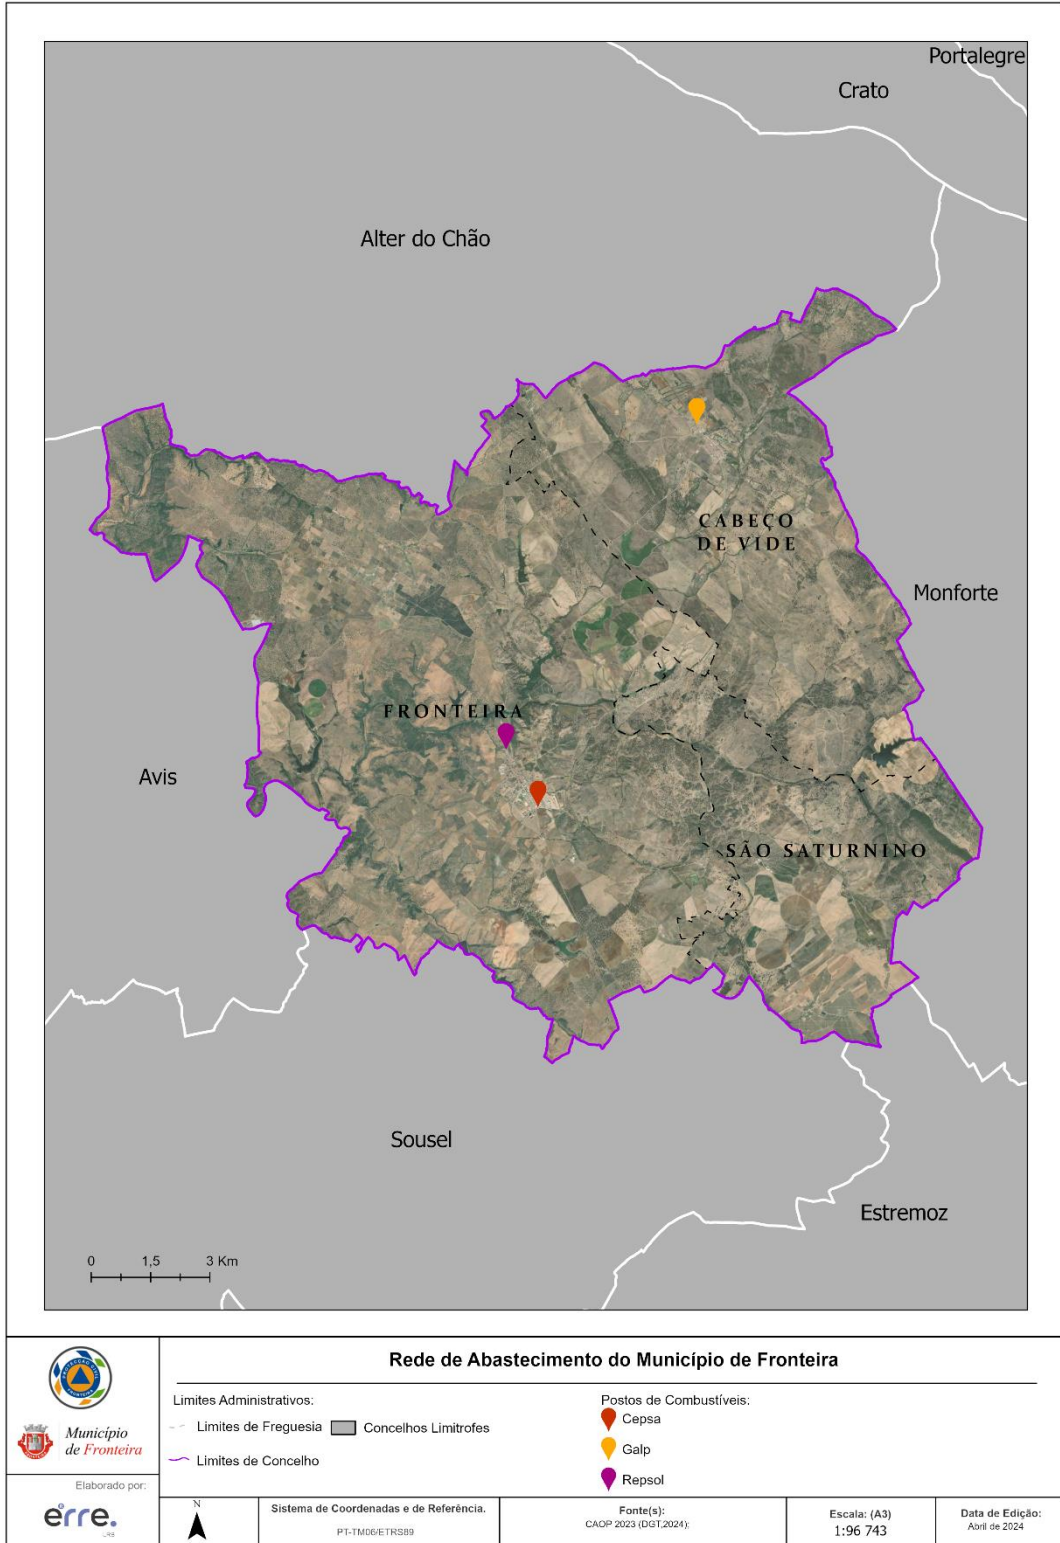 Portalegre
Crato
Alter do Chão
CABEÇO
DE VIDE
Monforte
FRONTEIRA
Avis
SÃO SATURNINO
Sousel
Estremoz
0 1,5 3 Km
Rede de Abastecimento do Município de Fronteira
Limites Administrativos:
Limites de Freguesia
Concelhos Limitrofes
Limites de Concelho
Postos de Combustíveis:
Cepsa
Galp
Repsol
Município
de Fronteira
Elaborado por:
erre.
N
Sistema de Coordenadas e de Referência.
PT-TM06/ETRS89
Fonte(s):
CAOP 2023 (DGT,2024);
Escala: (A3)
1:96 743
Data de Edição:
Abril de 2024